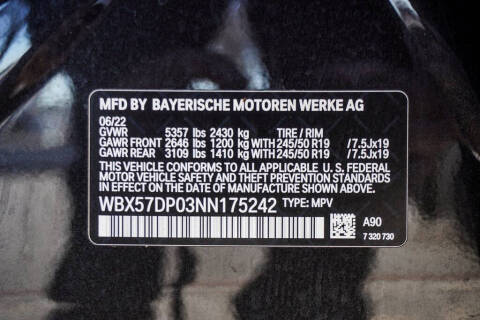 MFD BY BAYERISCHE MOTOREN WERKE AG
06/22
GVWR 5357 lbs 2430 kg TIRE / RIM
GAWR FRONT 2646 lbs 1200 kg WITH 245/50 R19 /7.5Jx19
GAWR REAR 3109 lbs 1410 kg WITH 245/50 R19 /7.5Jx19
THIS VEHICLE CONFORMS TO ALL APPLICABLE U. S. FEDERAL
MOTOR VEHICLE SAFETY AND THEFT PREVENTION STANDARDS
IN EFFECT ON THE DATE OF MANUFACTURE SHOWN ABOVE.
WBX57DP03NN175242 TYPE: MPV
A90
7 320 730